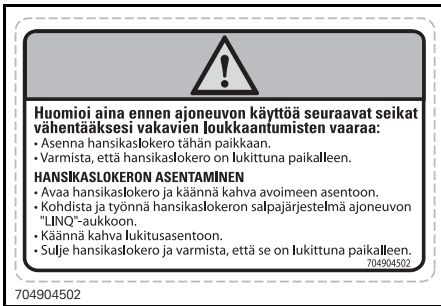 Huomioi aina ennen ajoneuvon käyttöä seuraavat seikat
vähentääksesi vakavien loukkaantumisten vaaraa:
• Asenna hansikaslokero tähän paikkaan.
• Varmista, että hansikaslokero on lukittuna paikalleen.
HANSIKASLOKERON ASENTAMINEN
• Avaa hansikaslokero ja käännä kahva avoimeen asentoon.
• Kohdista ja työnnä hansikaslokeron salpajärjestelmä ajoneuvon
"LINQ"-aukkoon.
• Käännä kahva lukitusasentoon.
• Sulje hansikaslokero ja varmista, että se on lukittuna paikalleen.
704904502
704904502